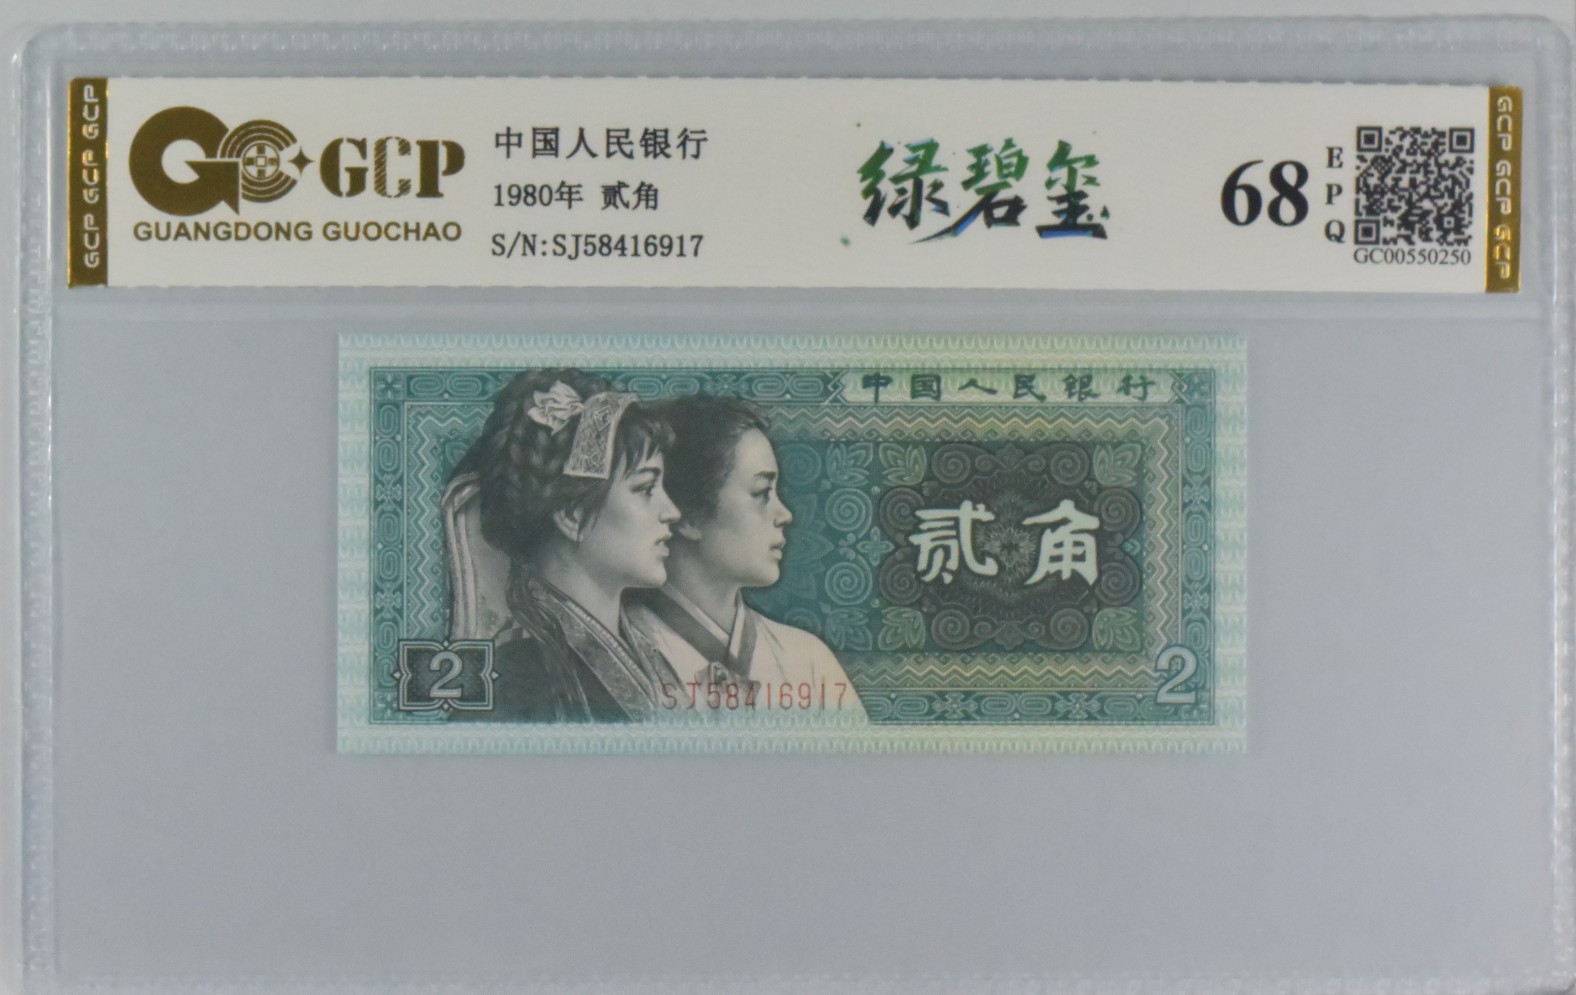 GCP GCP GCP
GCP
GUANGDONG GUOCHAO
中国人民银行
1980年 贰角
S/N:SJ58416917
绿碧玺
68
EPQ
GC00550250
GCP GCP GCP
中国人民银行
贰角
2
SJ58416917
2